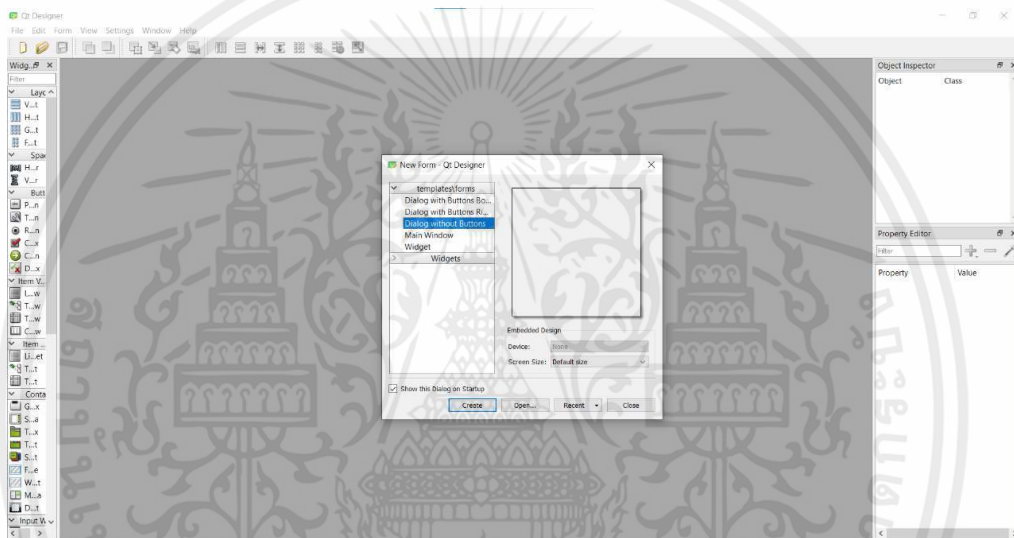 Qt Designer
File Edit Form View Settings Window Help
Widg...
Filter
Layc
V...t
H...t
G...t
F...t
Spac
H...r
V...r
Butt
P...n
T...n
R...n
C...x
C...n
D...x
Item V...
L...w
T...w
T...w
C...w
Item ...
Li...et
T...t
T...t
Conta
G...x
S...a
T...x
T...t
S...t
F...e
W...t
M...a
D...t
Input W
New Form - Qt Designer
templates\forms
Dialog with Buttons Bo...
Dialog with Buttons Ri...
Dialog without Buttons
Main Window
Widget
Widgets
Embedded Design
Device: None
Screen Size: Default size
Show this Dialog on Startup
Create Open... Recent Close
Object Inspector
Object Class
Property Editor
Filter
Property Value